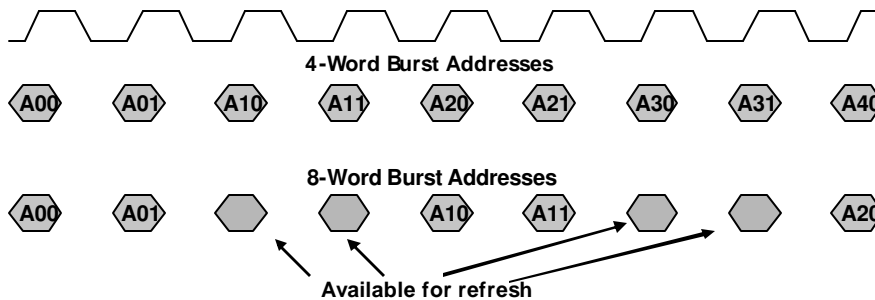 4-Word Burst Addresses
A00 A01 A10 A11 A20 A21 A30 A31 A40
8-Word Burst Addresses
A00 A01 A10 A11 A20
Available for refresh